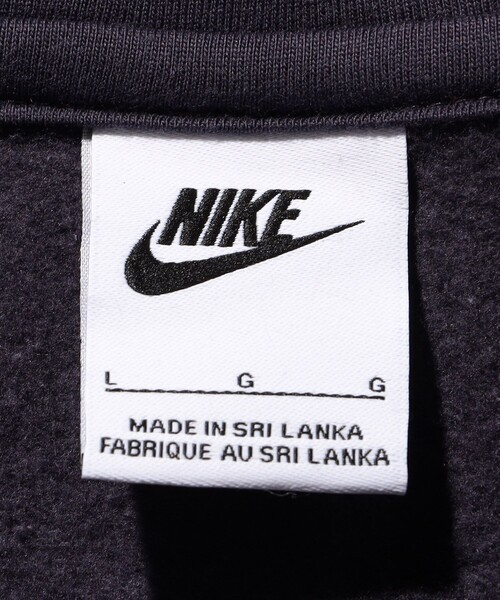 NIKE
L G G
MADE IN SRI LANKA
FABRIQUE AU SRI LANKA